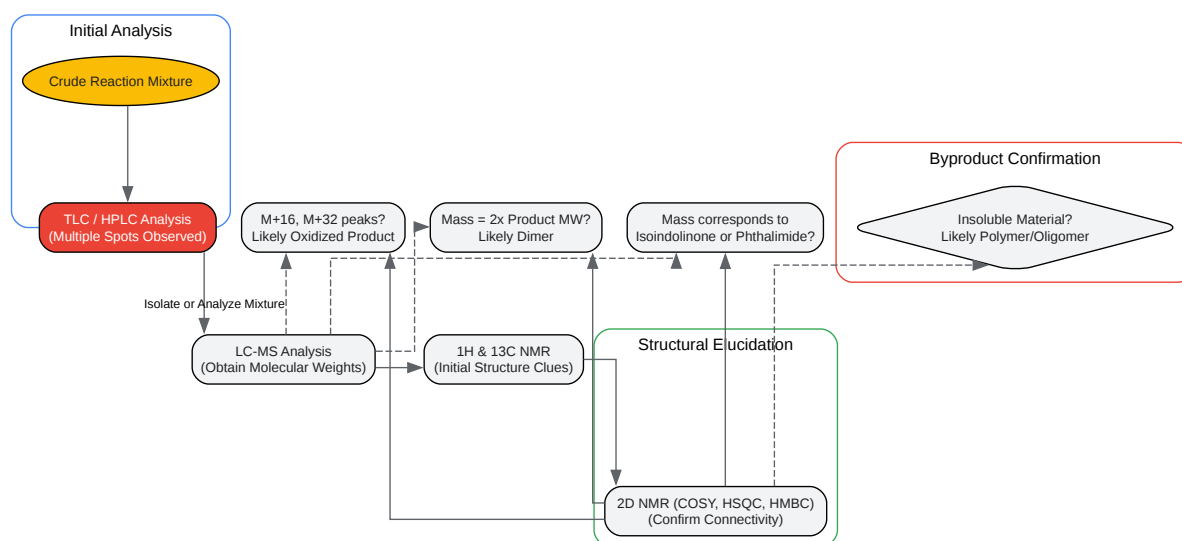 Initial Analysis
Crude Reaction Mixture
Byproduct Confirmation
TLC / HPLC Analysis
(Multiple Spots Observed)
M+16, M+32 peaks?
Likely Oxidized Product
Mass = 2x Product MW?
Likely Dimer
Mass corresponds to
Isoindolinone or Phthalimide?
Insoluble Material?
Likely Polymer/Oligomer
Isolate or Analyze Mixture
LC-MS Analysis
(Obtain Molecular Weights)
1H & 13C NMR
(Initial Structure Clues)
Structural Elucidation
2D NMR (COSY, HSQC, HMBC)
(Confirm Connectivity)